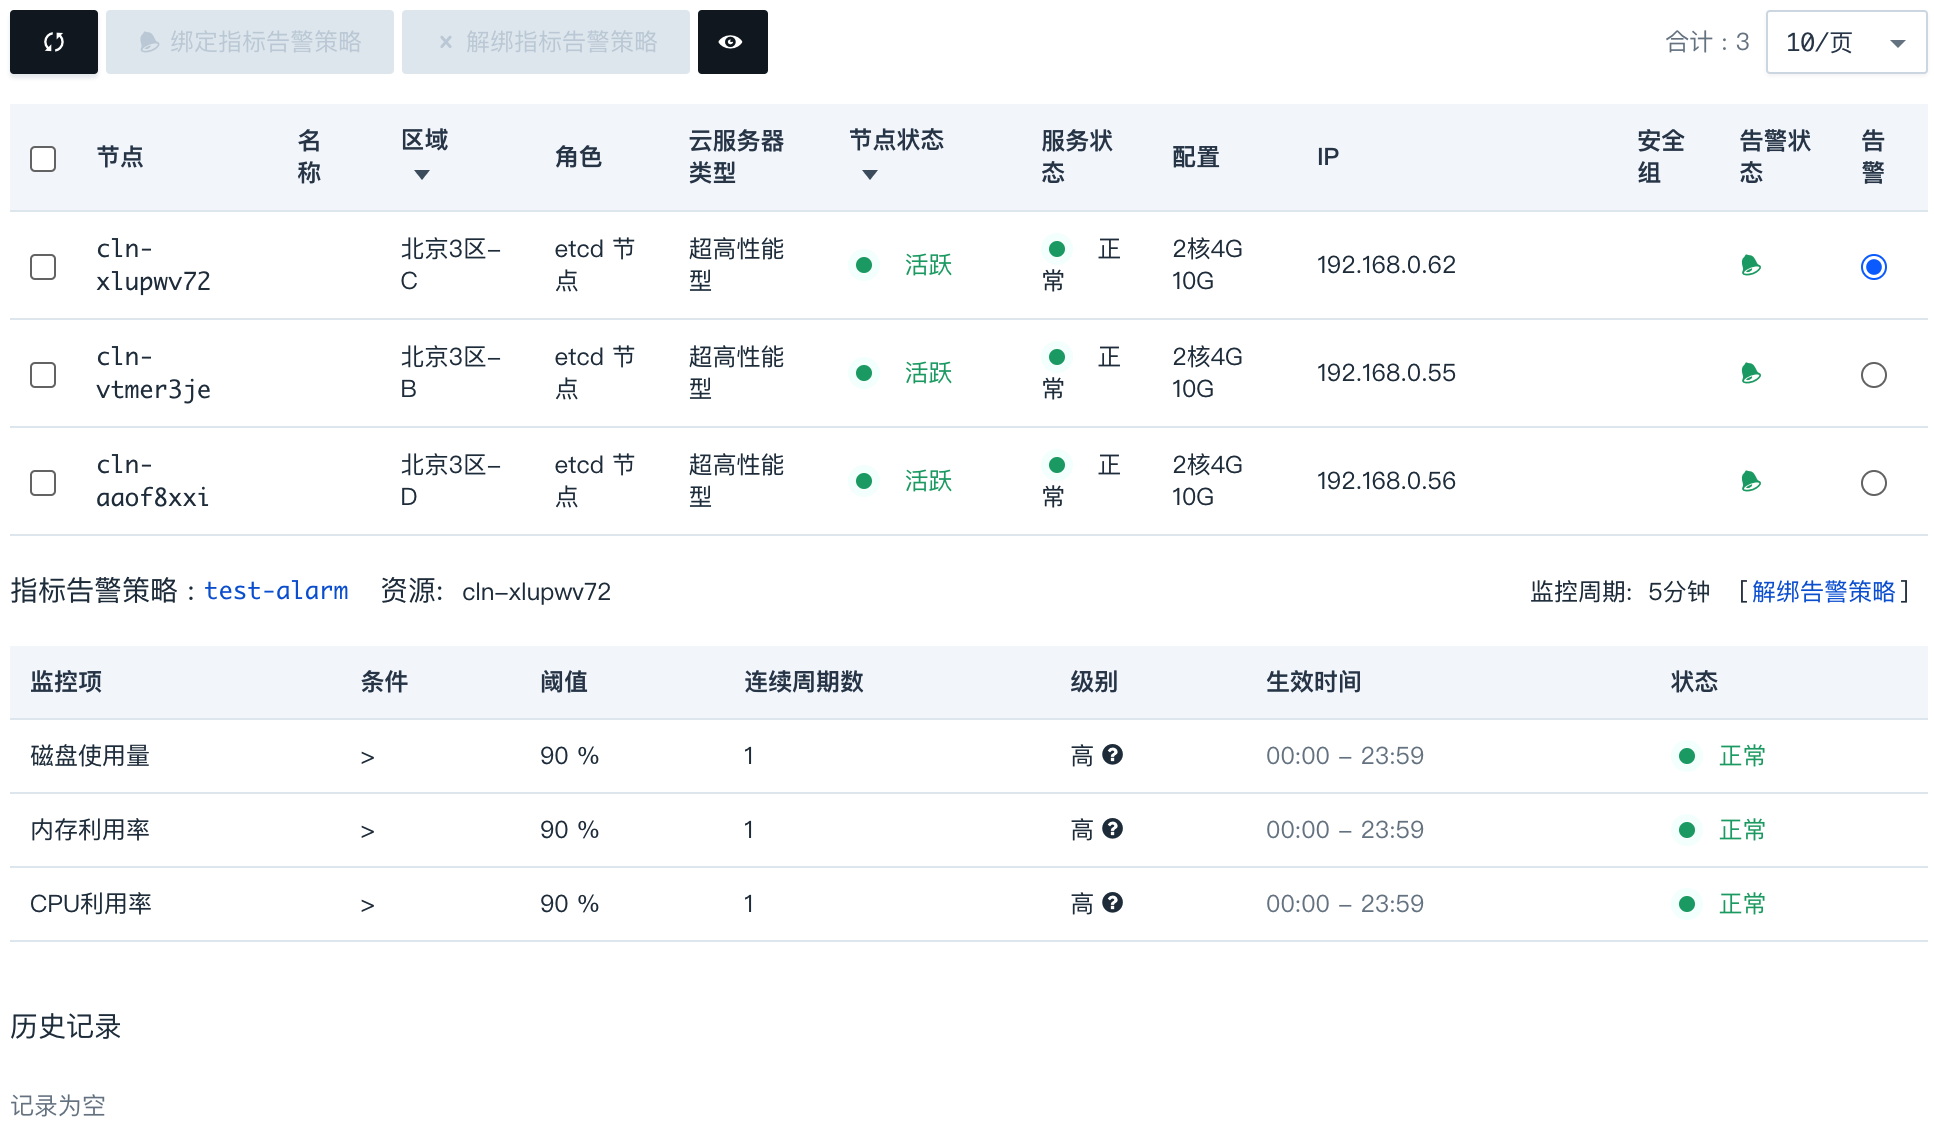 绑定指标告警策略 × 解绑指标告警策略 合计：3 10/页
节点 名称 区域 角色 云服务器类型 节点状态 服务状态 配置 IP 安全组 告警状态 告警
cln-xlupwv72 北京3区-C etcd 节点 超高性能型 活跃 正常 2核4G 10G 192.168.0.62
cln-vtmer3je 北京3区-B etcd 节点 超高性能型 活跃 正常 2核4G 10G 192.168.0.55
cln-aaof8xxi 北京3区-D etcd 节点 超高性能型 活跃 正常 2核4G 10G 192.168.0.56
指标告警策略：test-alarm 资源: cln-xlupwv72 监控周期: 5分钟 [解绑告警策略]
监控项 条件 阈值 连续周期数 级别 生效时间 状态
磁盘使用量 > 90 % 1 高 ? 00:00 - 23:59 正常
内存利用率 > 90 % 1 高 ? 00:00 - 23:59 正常
CPU利用率 > 90 % 1 高 ? 00:00 - 23:59 正常
历史记录
记录为空